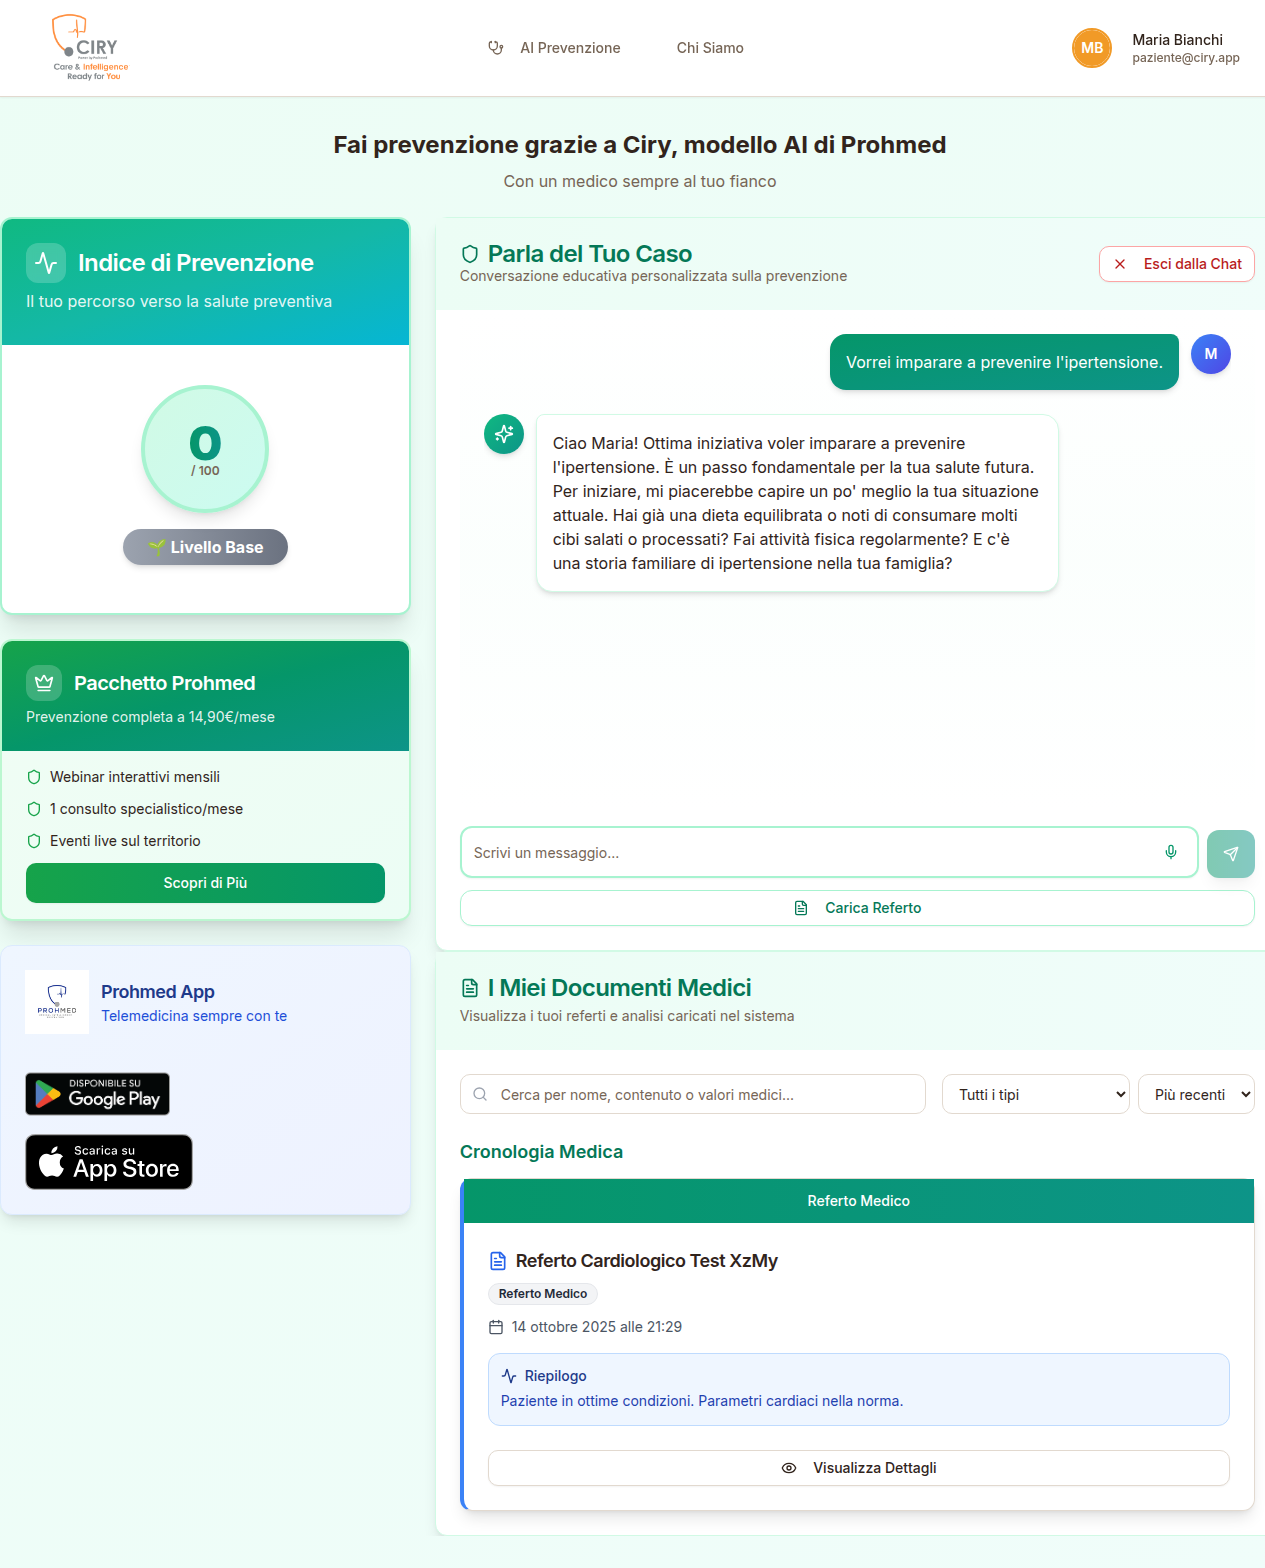 CIRY
Care & Intelligence
Ready for You
AI Prevenzione
Chi Siamo
MB
Maria Bianchi
paziente@ciry.app
Fai prevenzione grazie a Ciry, modello AI di Prohmed
Con un medico sempre al tuo fianco
Indice di Prevenzione
Il tuo percorso verso la salute preventiva
0
/ 100
🌱 Livello Base
Pacchetto Prohmed
Prevenzione completa a 14,90€/mese
Webinar interattivi mensili
1 consulto specialistico/mese
Eventi live sul territorio
Scopri di Più
PROHMED
Prohmed App
Telemedicina sempre con te
DISPONIBILE SU
Google Play
Scarica su
App Store
Parla del Tuo Caso
Conversazione educativa personalizzata sulla prevenzione
Esci dalla Chat
Vorrei imparare a prevenire l'ipertensione.
M
Ciao Maria! Ottima iniziativa voler imparare a prevenire
l'ipertensione. È un passo fondamentale per la tua salute futura.
Per iniziare, mi piacerebbe capire un po' meglio la tua situazione
attuale. Hai già una dieta equilibrata o noti di consumare molti
cibi salati o processati? Fai attività fisica regolarmente? E c'è
una storia familiare di ipertensione nella tua famiglia?
Scrivi un messaggio...
Carica Referto
I Miei Documenti Medici
Visualizza i tuoi referti e analisi caricati nel sistema
Cerca per nome, contenuto o valori medici...
Tutti i tipi
Più recenti
Cronologia Medica
Referto Medico
Referto Cardiologico Test XzMy
Referto Medico
14 ottobre 2025 alle 21:29
Riepilogo
Paziente in ottime condizioni. Parametri cardiaci nella norma.
Visualizza Dettagli